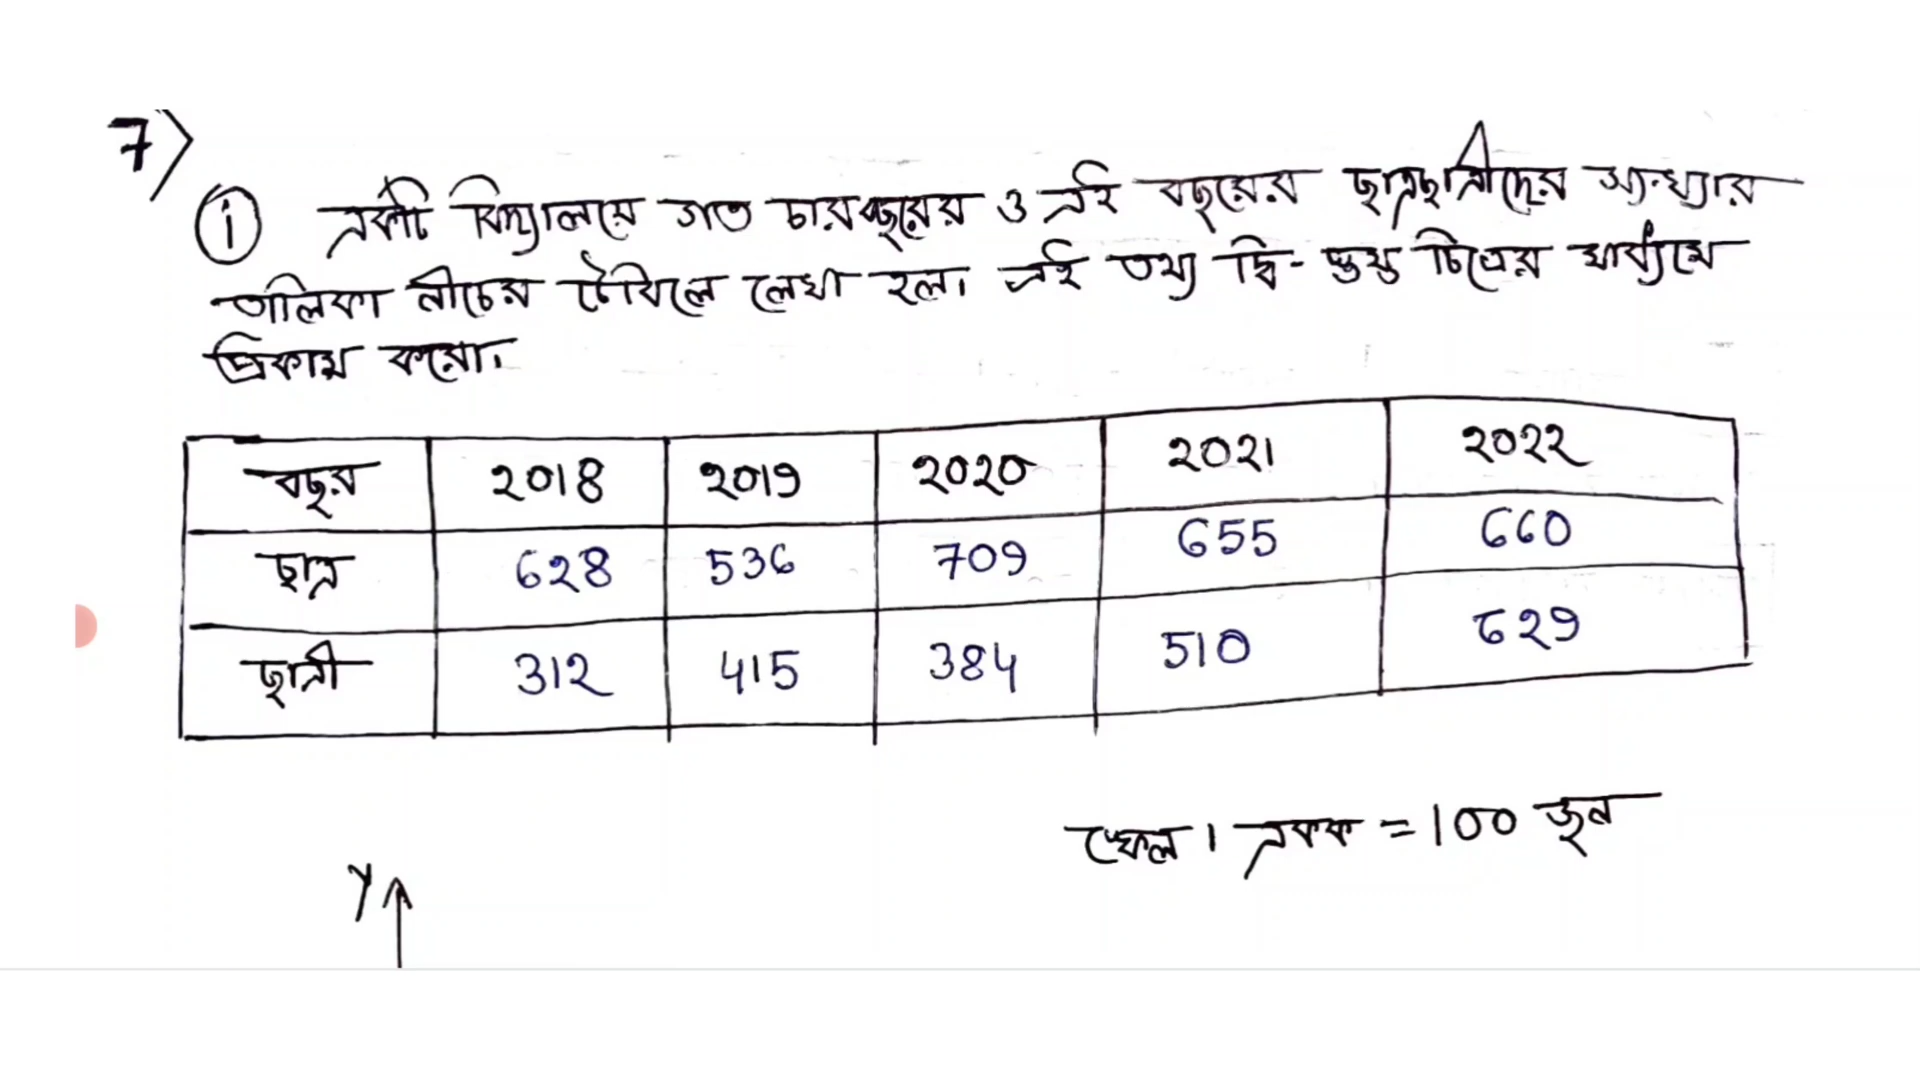 7)
(i) একটি বিদ্যালয়ে গত চারবছরের ও এই বছরের ছাত্রছাত্রীদের সংখ্যার
তালিকা নীচের টেবিলে লেখা হল। এই তথ্য দ্বি-স্তম্ভ চিত্রের মাধ্যমে
প্রকাশ করো।
বছর 2018 2019 2020 2021 2022
ছাত্র 628 536 709 655 660
ছাত্রী 312 415 384 510 629
স্কেল। একক = 100 জন
Y